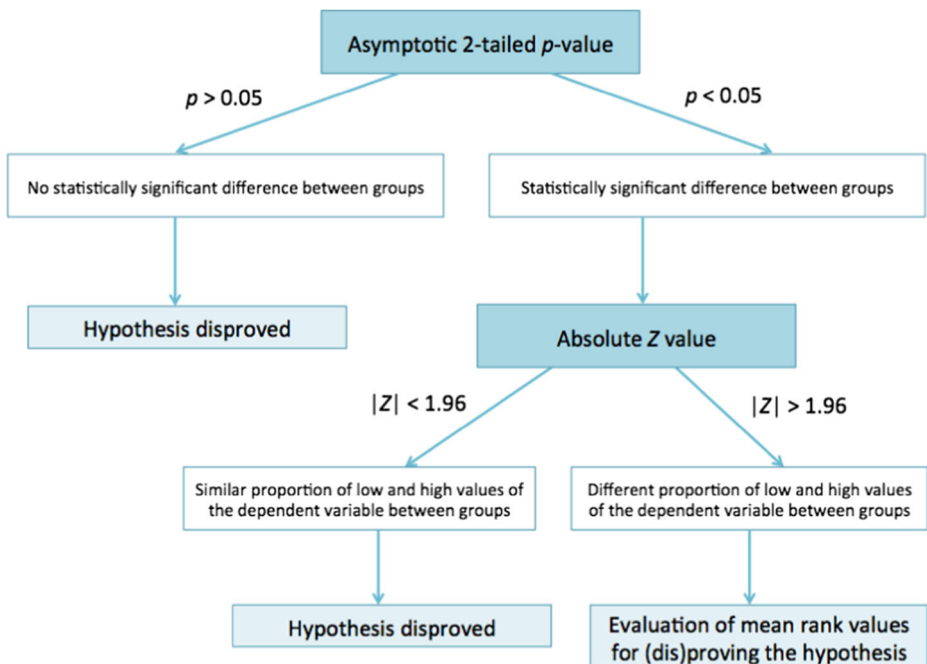 Asymptotic 2-tailed p-value
p > 0.05
p < 0.05
No statistically significant difference between groups
Statistically significant difference between groups
Hypothesis disproved
Absolute Z value
|Z| < 1.96
|Z| > 1.96
Similar proportion of low and high values of
the dependent variable between groups
Different proportion of low and high values
of the dependent variable between groups
Hypothesis disproved
Evaluation of mean rank values
for (dis)proving the hypothesis